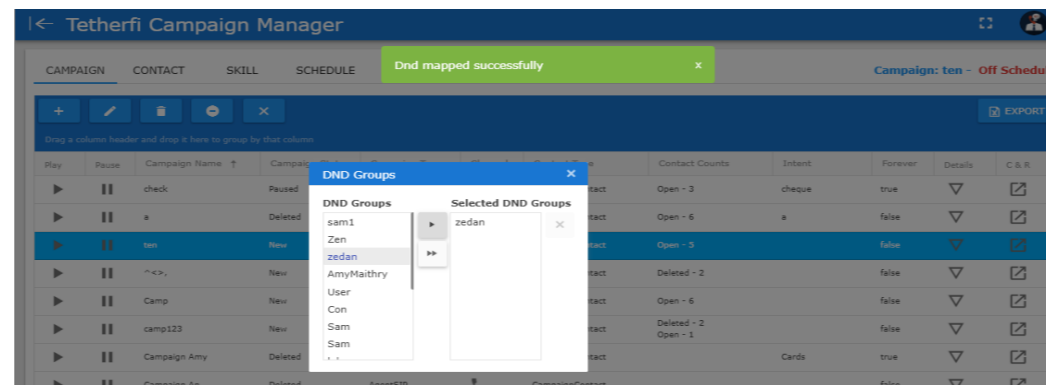 Tetherfi Campaign Manager
Dnd mapped successfully x
CAMPAIGN CONTACT SKILL SCHEDULE
Campaign: ten - Off Schedu
EXPORT
Drag a column header and drop it here to group by that column
Play Pause Campaign Name ↑ Contact Counts Intent Forever Details C & R
check Paused Open - 3 cheque true
a Deleted Open - 6 a false
ten New Open - 5 false
^<>, New Deleted - 2 false
Camp New Open - 6 false
camp123 New Deleted - 2 false
Open - 1
Campaign Amy Deleted Cards true
DND Groups ×
DND Groups Selected DND Groups
sam1 zedan
Zen
zedan
AmyMaithry
User
Con
Sam
Sam